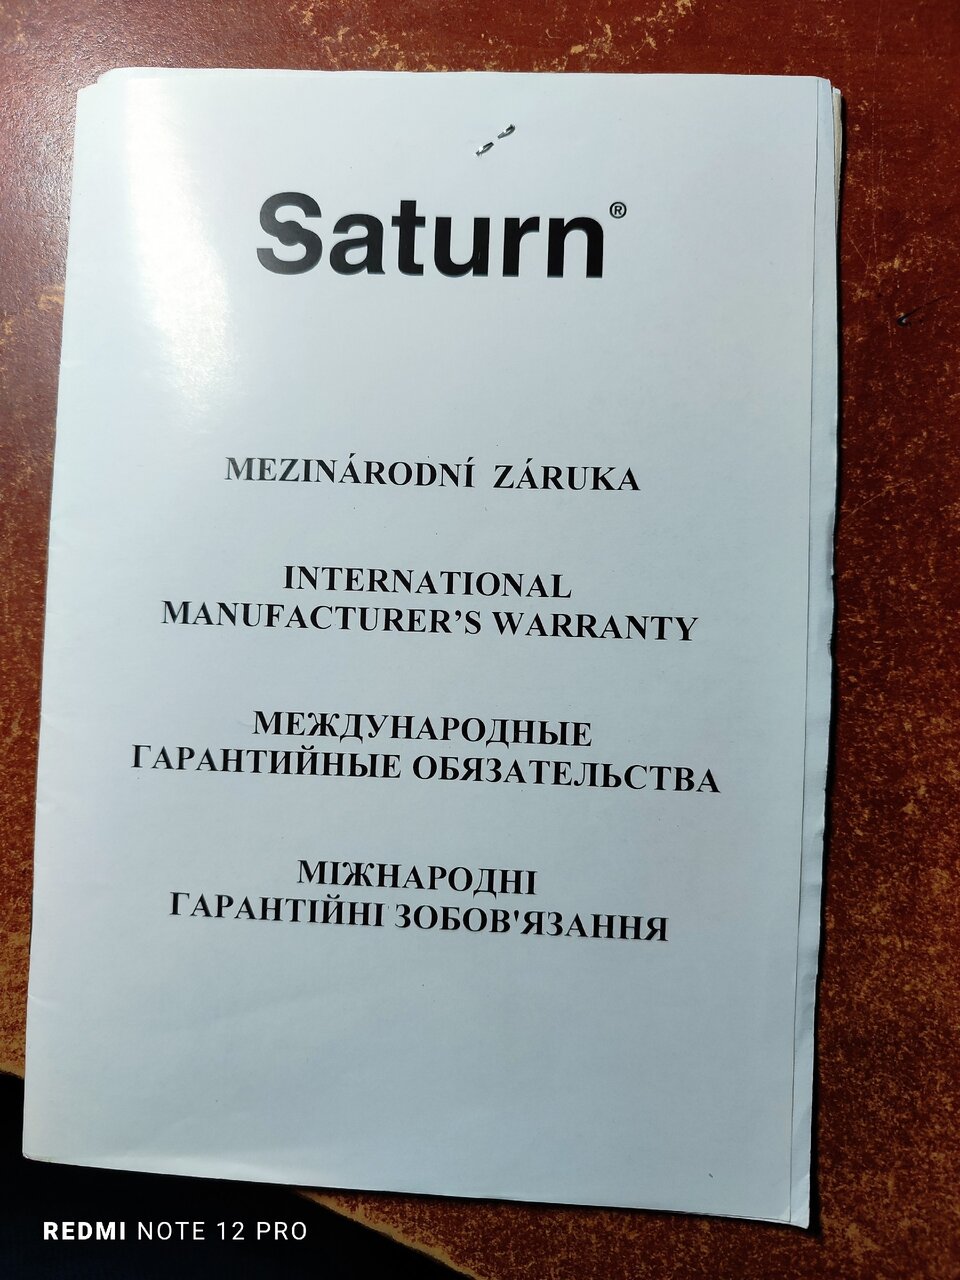 Saturn®
MEZINÁRODNÍ ZÁRUKA
INTERNATIONAL
MANUFACTURER’S WARRANTY
МЕЖДУНАРОДНЫЕ
ГАРАНТИЙНЫЕ ОБЯЗАТЕЛЬСТВА
МІЖНАРОДНІ
ГАРАНТІЙНІ ЗОБОВ'ЯЗАННЯ
REDMI NOTE 12 PRO